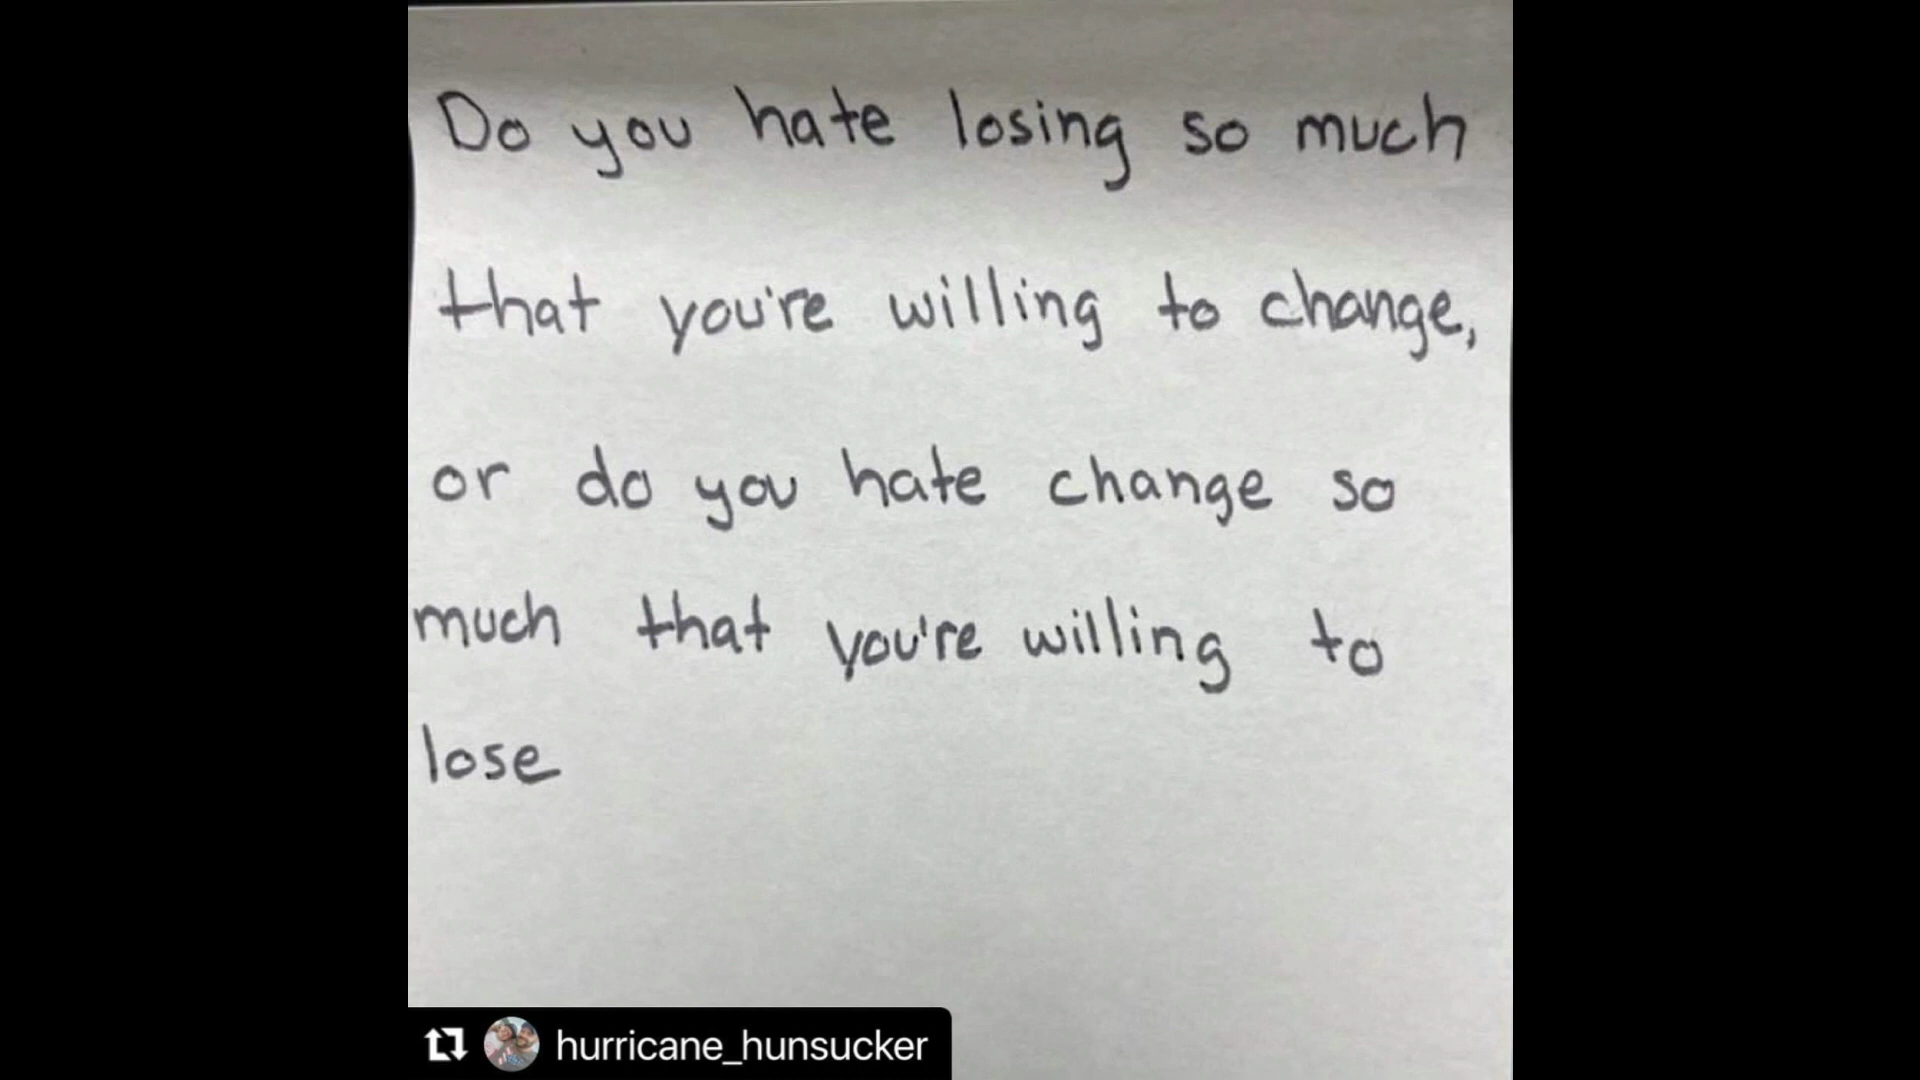 Do you hate losing so much
that you're willing to change,
or do you hate change so
much that you're willing to
lose
hurricane_hunsucker